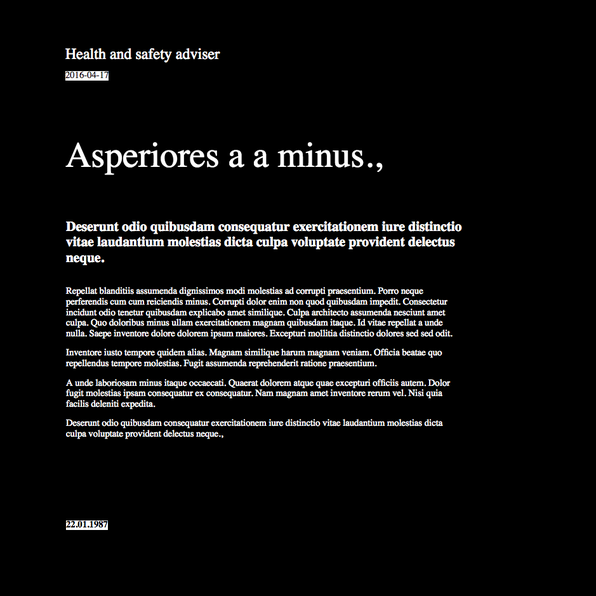 Health and safety adviser
2016-04-17
Asperiores a a minus.,
Deserunt odio quibusdam consequatur exercitationem iure distinctio
vitae laudantium molestias dicta culpa voluptate provident delectus
neque.
Repellat blanditiis assumenda dignissimos modi molestias ad corrupti praesentium. Porro neque
perferendis cum cum reiciendis minus. Corrupti dolor enim non quod quibusdam impedit. Consectetur
incidunt odio tenetur quibusdam explicabo amet similique. Culpa architecto assumenda nesciunt amet
culpa. Quo doloribus minus ullam exercitationem magnam quibusdam itaque. Id vitae repellat a unde
nulla. Saepe inventore dolore dolorem ipsum maiores. Excepturi mollitia distinctio dolores sed sed odit.
Inventore iusto tempore quidem alias. Magnam similique harum magnam veniam. Officia beatae quo
repellendus tempore molestias. Fugit assumenda reprehenderit ratione praesentium.
A unde laboriosam minus itaque occaecati. Quaerat dolorem atque quae excepturi officiis autem. Dolor
fugit molestias ipsam consequatur ex consequatur. Nam magnam amet inventore rerum vel. Nisi quia
facilis deleniti expedita.
Deserunt odio quibusdam consequatur exercitationem iure distinctio vitae laudantium molestias dicta
culpa voluptate provident delectus neque.,
22.01.1987